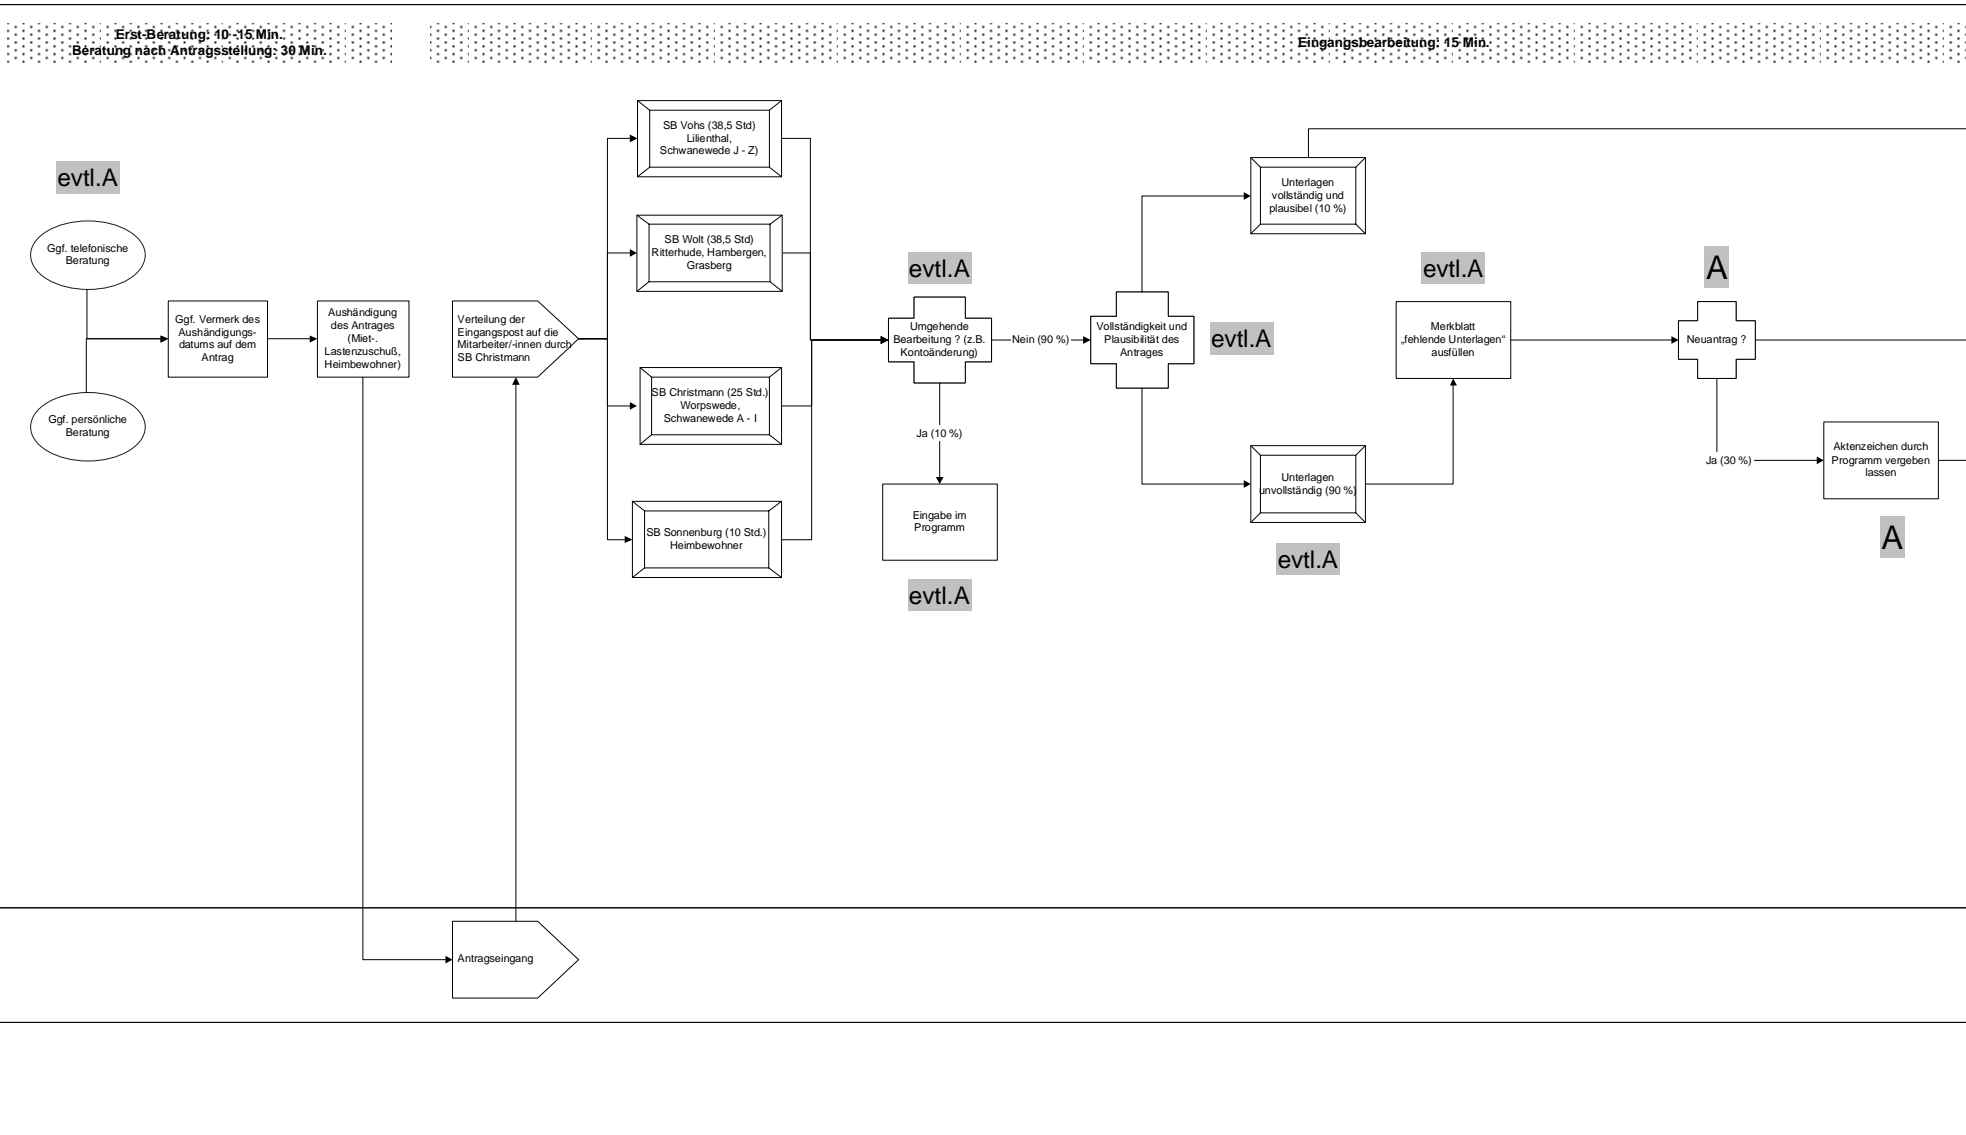 Erst-Beratung: 10 -15 Min.
Beratung nach Antragsstellung: 30 Min.
Eingangsbearbeitung: 15 Min.
evtl.A
Ggf. telefonische
Beratung
Ggf. persönliche
Beratung
Ggf. Vermerk des
Aushändigungs-
datums auf dem
Antrag
Aushändigung
des Antrages
(Miet-.
Lastenzuschuß,
Heimbewohner)
Verteilung der
Eingangspost auf die
Mitarbeiter/-innen durch
SB Christmann
SB Vohs (38,5 Std)
Lilienthal,
Schwanewede J - Z)
SB Wolt (38,5 Std)
Ritterhude, Hambergen,
Grasberg
SB Christmann (25 Std.)
Worpswede,
Schwanewede A - I
SB Sonnenburg (10 Std.)
Heimbewohner
evtl.A
Umgehende
Bearbeitung ? (z.B.
Kontoänderung)
Nein (90 %)
Ja (10 %)
Eingabe im
Programm
evtl.A
Vollständigkeit und
Plausibilität des
Antrages
evtl.A
Unterlagen
vollständig und
plausibel (10 %)
Unterlagen
unvollständig (90 %)
evtl.A
evtl.A
Merkblatt
„fehlende Unterlagen“
ausfüllen
A
Neuantrag ?
Ja (30 %)
Aktenzeichen durch
Programm vergeben
lassen
A
Antragseingang